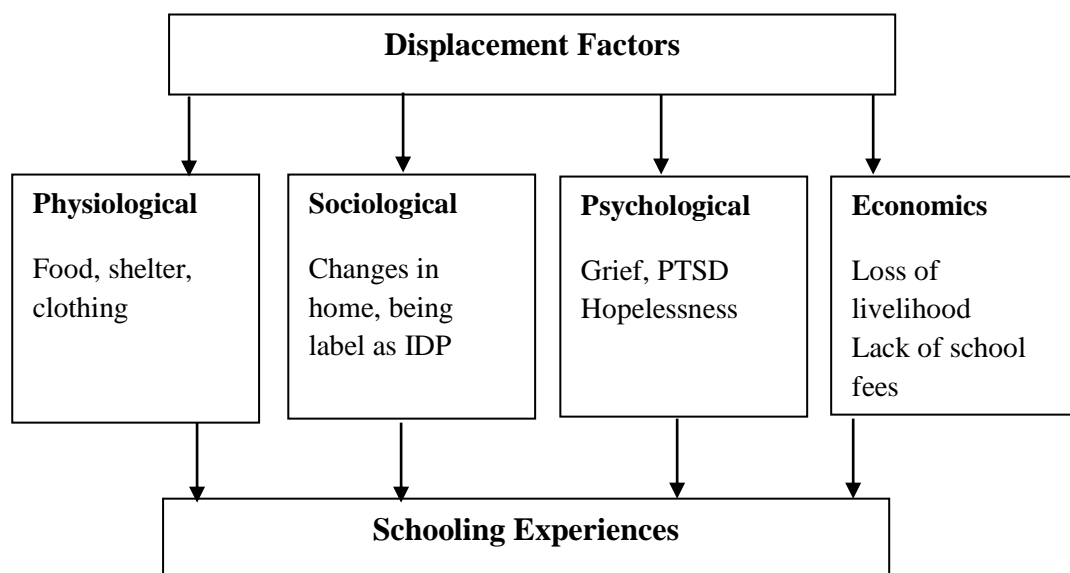 Displacement Factors
Physiological
Food, shelter,
clothing
Sociological
Changes in
home, being
label as IDP
Psychological
Grief, PTSD
Hopelessness
Economics
Loss of
livelihood
Lack of school
fees
Schooling Experiences